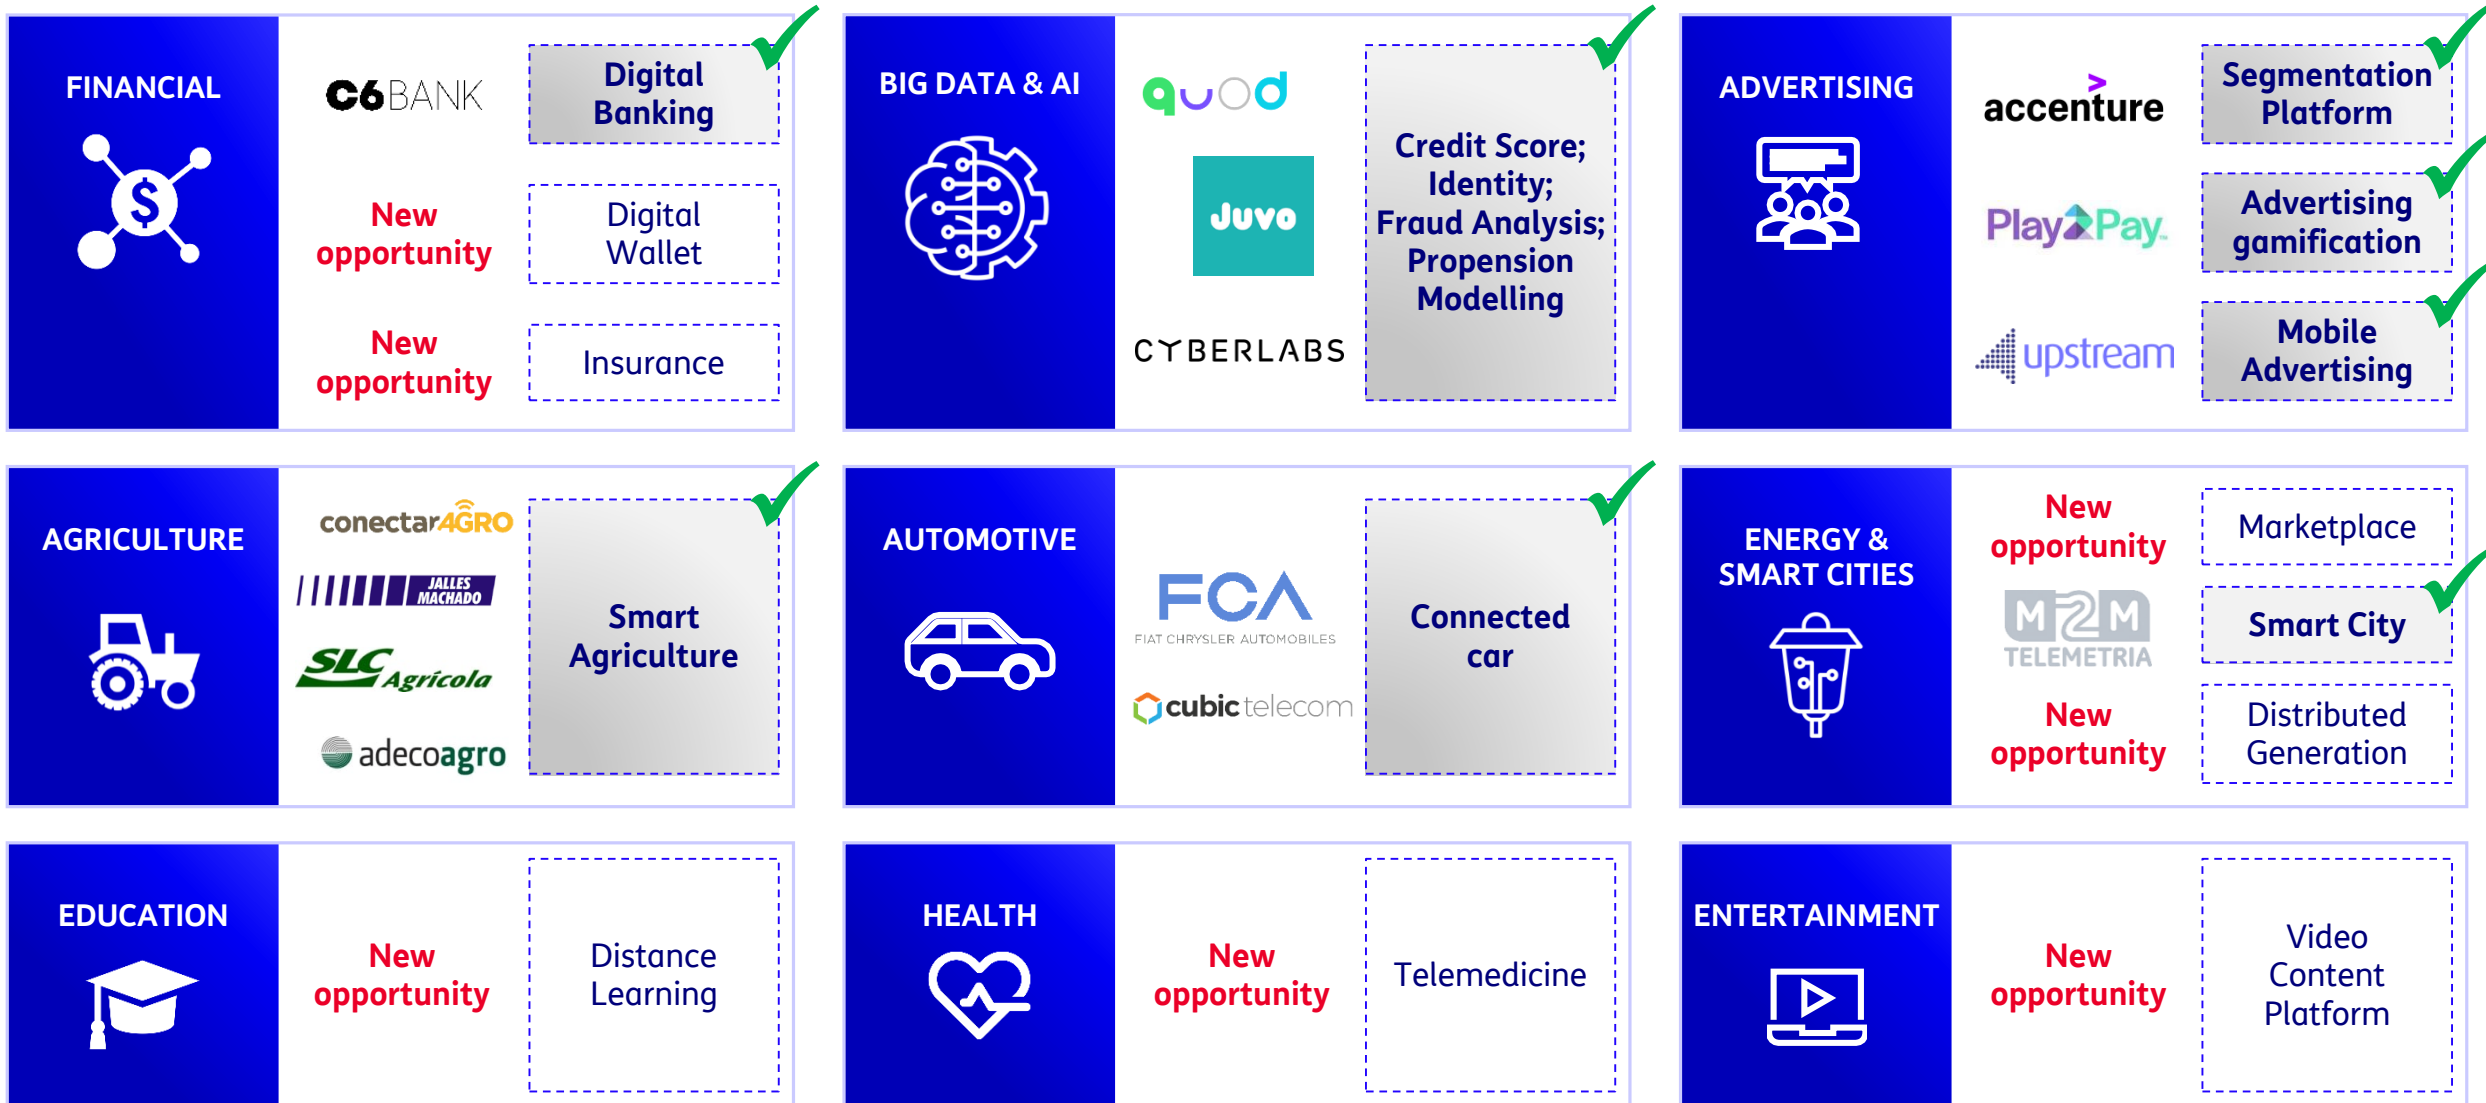 FINANCIAL
C6BANK
Digital
Banking
New
opportunity
Digital
Wallet
New
opportunity
Insurance
BIG DATA & AI
quod
Juvo
CYBERLABS
Credit Score;
Identity;
Fraud Analysis;
Propension
Modelling
ADVERTISING
accenture
Segmentation
Platform
Play2Pay
Advertising
gamification
upstream
Mobile
Advertising
AGRICULTURE
conectarAGRO
JALLES
MACHADO
SLC Agrícola
adecoagro
Smart
Agriculture
AUTOMOTIVE
FCA
FIAT CHRYSLER AUTOMOBILES
cubic telecom
Connected
car
ENERGY &
SMART CITIES
New
opportunity
Marketplace
M2M
TELEMETRIA
Smart City
New
opportunity
Distributed
Generation
EDUCATION
New
opportunity
Distance
Learning
HEALTH
New
opportunity
Telemedicine
ENTERTAINMENT
New
opportunity
Video
Content
Platform